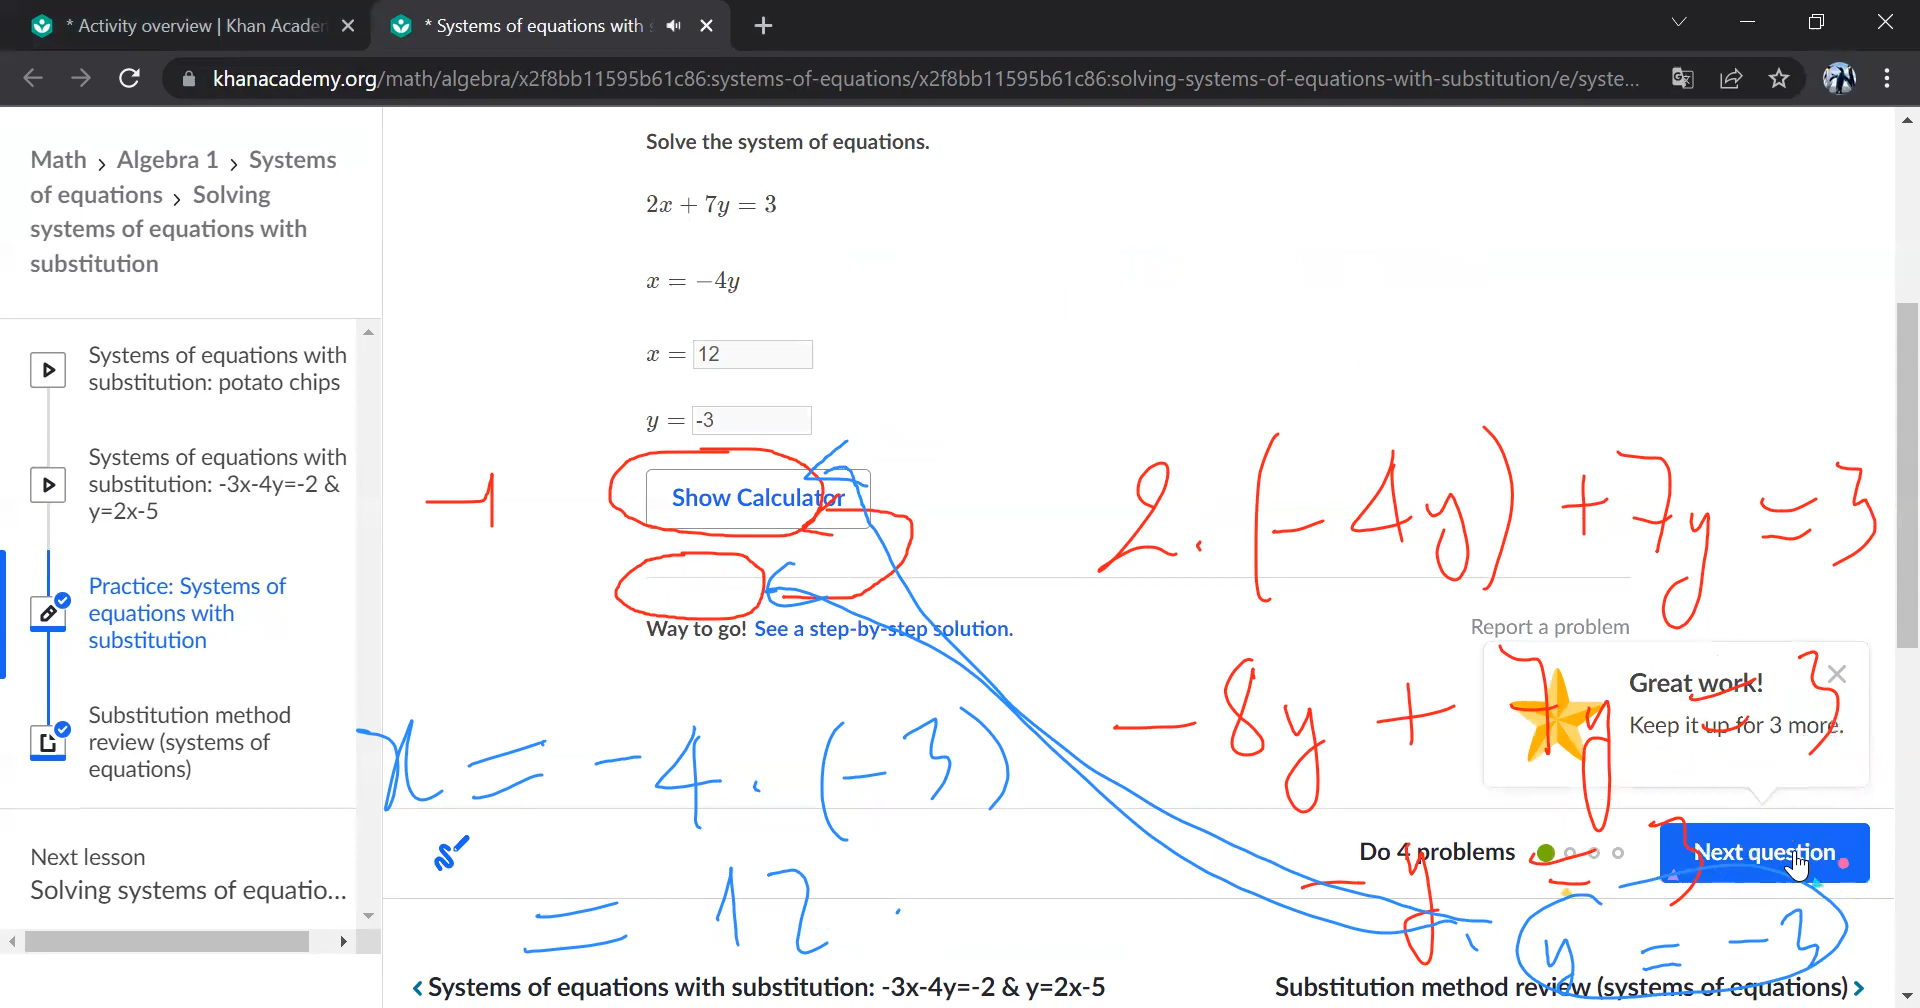 * Activity overview | Khan Acader
* Systems of equations with s
khanacademy.org/math/algebra/x2f8bb11595b61c86:systems-of-equations/x2f8bb11595b61c86:solving-systems-of-equations-with-substitution/e/syste...
Math > Algebra 1 > Systems
of equations > Solving
systems of equations with
substitution
Systems of equations with
substitution: potato chips
Systems of equations with
substitution: -3x-4y=-2 &
y=2x-5
Practice: Systems of
equations with
substitution
Substitution method
review (systems of
equations)
Next lesson
Solving systems of equatio...
Solve the system of equations.
2x + 7y = 3
x = −4y
x = 12
y = -3
Show Calculator
−1
2 . (−4y) + 7y = 3
Way to go! See a step-by-step solution.
Report a problem
Great work!
Keep it up for 3 more.
−8y + 7y = 3
x = −4 . (−3)
Do 4 problems
Next question
−y = 3
= 12
y = −3
‹ Systems of equations with substitution: -3x-4y=-2 & y=2x-5
Substitution method review (systems of equations) ›